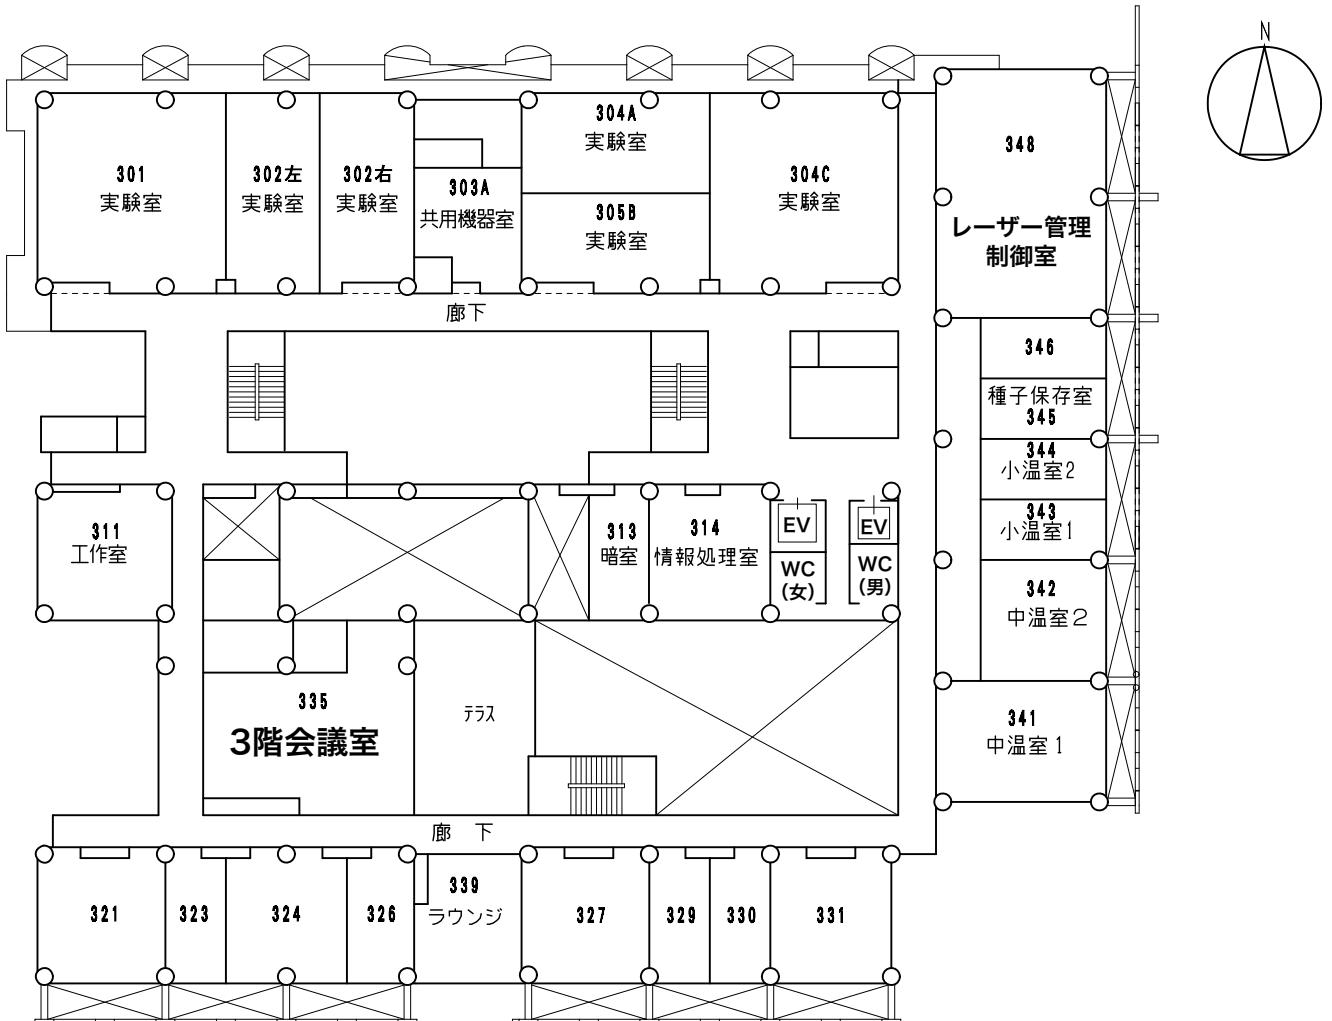 N
301
実験室
302左
実験室
302右
実験室
303A
共用機器室
304A
実験室
305B
実験室
304C
実験室
348
レーザー管理
制御室
廊下
346
種子保存室
345
344
小温室2
343
小温室1
342
中温室2
341
中温室1
311
工作室
313
暗室
314
情報処理室
EV
WC
(女)
EV
WC
(男)
335
3階会議室
テラス
廊 下
321
323
324
326
339
ラウンジ
327
329
330
331